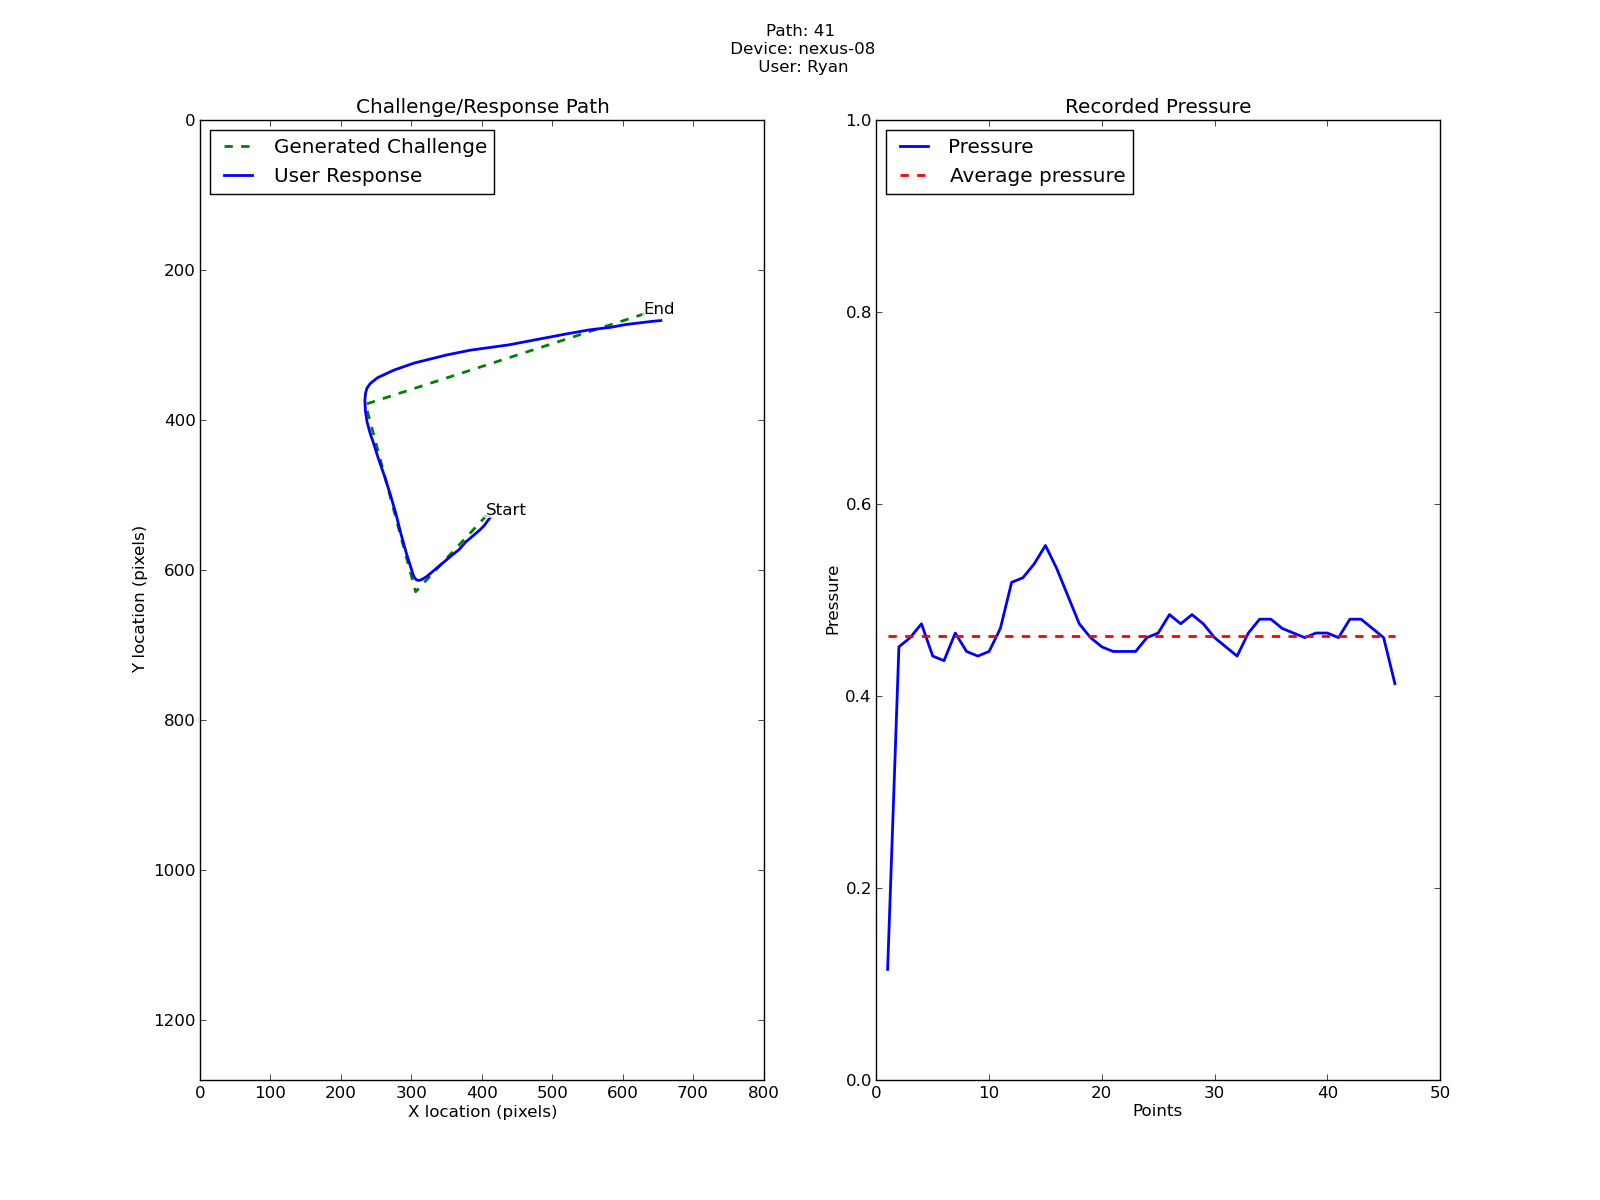 Path: 41
Device: nexus-08
User: Ryan
Challenge/Response Path
Generated Challenge
User Response
0
200
400
600
800
1000
1200
Y location (pixels)
End
Start
0 100 200 300 400 500 600 700 800
X location (pixels)
Recorded Pressure
Pressure
Average pressure
1.0
0.8
0.6
0.4
0.2
0.0
Pressure
0 10 20 30 40 50
Points